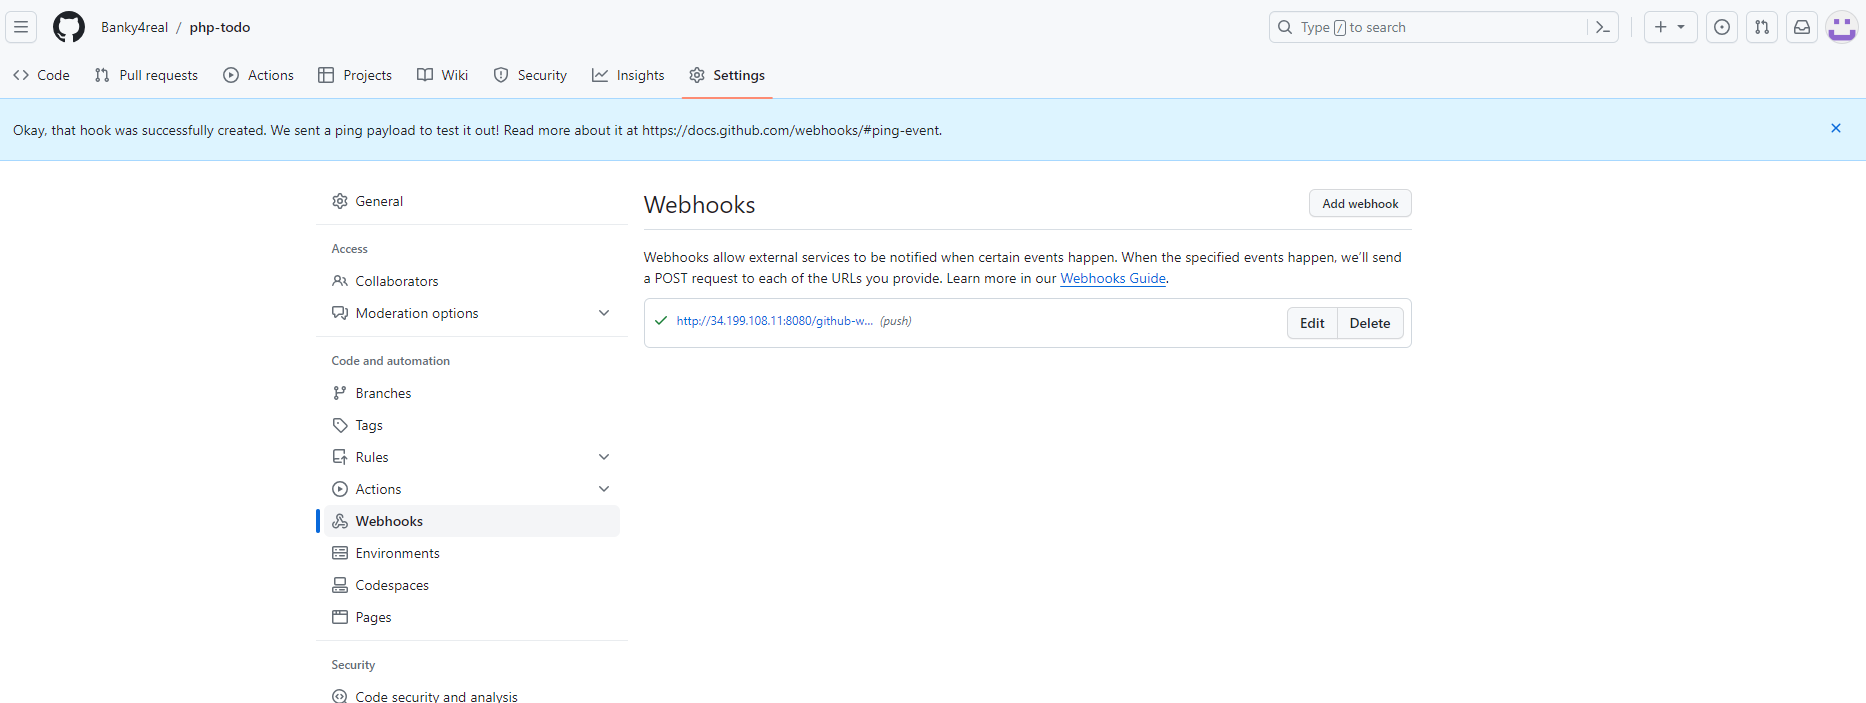 Banky4real / php-todo
Type / to search
Code Pull requests Actions Projects Wiki Security Insights Settings
Okay, that hook was successfully created. We sent a ping payload to test it out! Read more about it at https://docs.github.com/webhooks/#ping-event.
General
Access
Collaborators
Moderation options
Code and automation
Branches
Tags
Rules
Actions
Webhooks
Environments
Codespaces
Pages
Security
Code security and analysis
Webhooks
Add webhook
Webhooks allow external services to be notified when certain events happen. When the specified events happen, we’ll send
a POST request to each of the URLs you provide. Learn more in our Webhooks Guide.
http://34.199.108.11:8080/github-w... (push)
Edit Delete